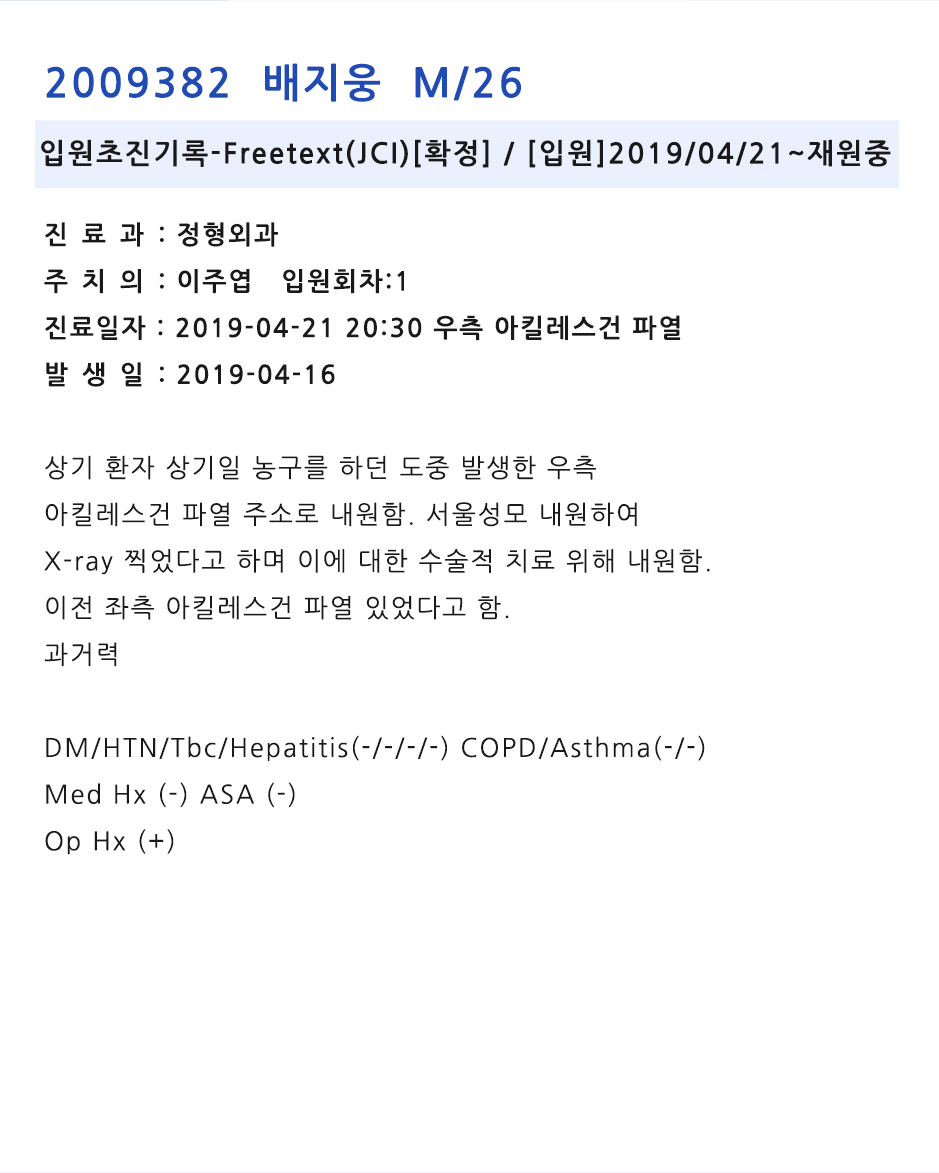 2009382 배지웅 M/26
입원초진기록-Freetext(JCI)[확정] / [입원]2019/04/21~재원중
진 료 과 : 정형외과
주 치 의 : 이주엽 입원회차:1
진료일자 : 2019-04-21 20:30 우측 아킬레스건 파열
발 생 일 : 2019-04-16
상기 환자 상기일 농구를 하던 도중 발생한 우측
아킬레스건 파열 주소로 내원함. 서울성모 내원하여
X-ray 찍었다고 하며 이에 대한 수술적 치료 위해 내원함.
이전 좌측 아킬레스건 파열 있었다고 함.
과거력
DM/HTN/Tbc/Hepatitis(-/-/-/-) COPD/Asthma(-/-)
Med Hx (-) ASA (-)
Op Hx (+)